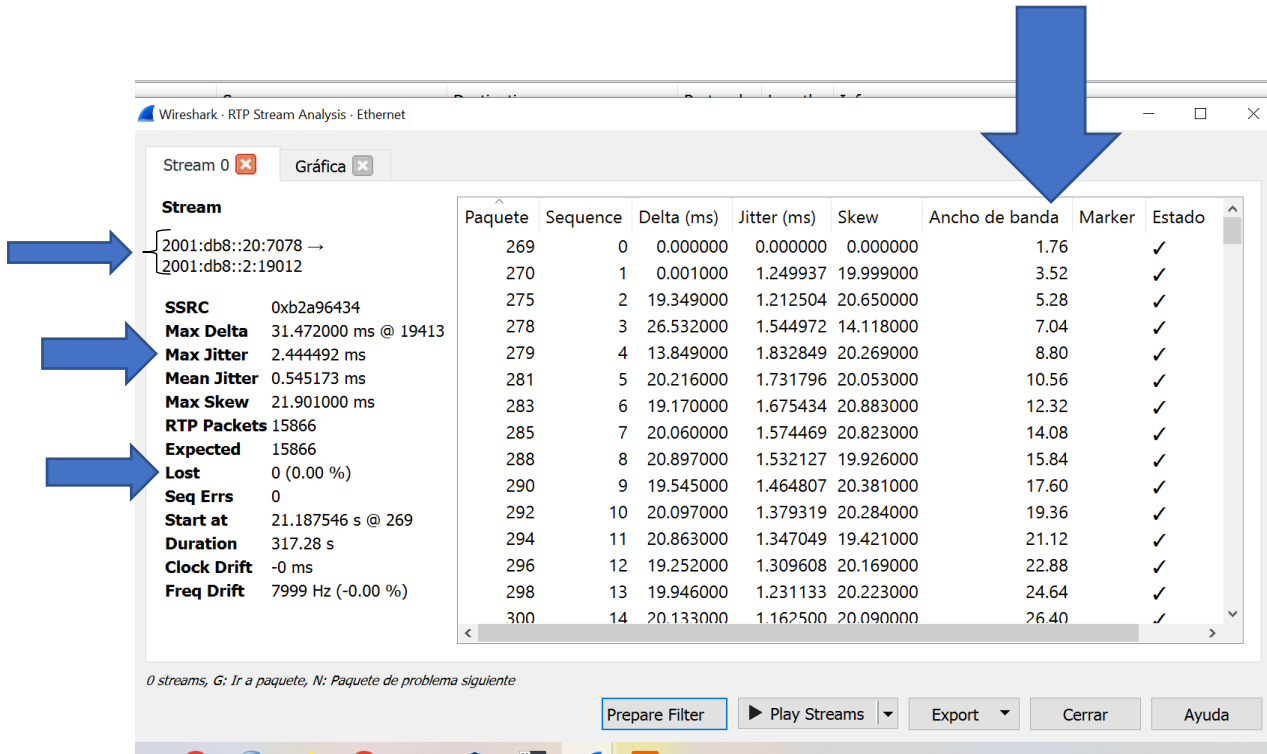 Wireshark · RTP Stream Analysis · Ethernet
Stream 0
Gráfica
Stream
2001:db8::20:7078 →
2001:db8::2:19012
SSRC 0xb2a96434
Max Delta 31.472000 ms @ 19413
Max Jitter 2.444492 ms
Mean Jitter 0.545173 ms
Max Skew 21.901000 ms
RTP Packets 15866
Expected 15866
Lost 0 (0.00 %)
Seq Errs 0
Start at 21.187546 s @ 269
Duration 317.28 s
Clock Drift -0 ms
Freq Drift 7999 Hz (-0.00 %)
Paquete Sequence Delta (ms) Jitter (ms) Skew Ancho de banda Marker Estado
269 0 0.000000 0.000000 0.000000 1.76 ✓
270 1 0.001000 1.249937 19.999000 3.52 ✓
275 2 19.349000 1.212504 20.650000 5.28 ✓
278 3 26.532000 1.544972 14.118000 7.04 ✓
279 4 13.849000 1.832849 20.269000 8.80 ✓
281 5 20.216000 1.731796 20.053000 10.56 ✓
283 6 19.170000 1.675434 20.883000 12.32 ✓
285 7 20.060000 1.574469 20.823000 14.08 ✓
288 8 20.897000 1.532127 19.926000 15.84 ✓
290 9 19.545000 1.464807 20.381000 17.60 ✓
292 10 20.097000 1.379319 20.284000 19.36 ✓
294 11 20.863000 1.347049 19.421000 21.12 ✓
296 12 19.252000 1.309608 20.169000 22.88 ✓
298 13 19.946000 1.231133 20.223000 24.64 ✓
300 14 20.133000 1.162500 20.090000 26.40 ✓
0 streams, G: Ir a paquete, N: Paquete de problema siguiente
Prepare Filter
Play Streams
Export
Cerrar
Ayuda